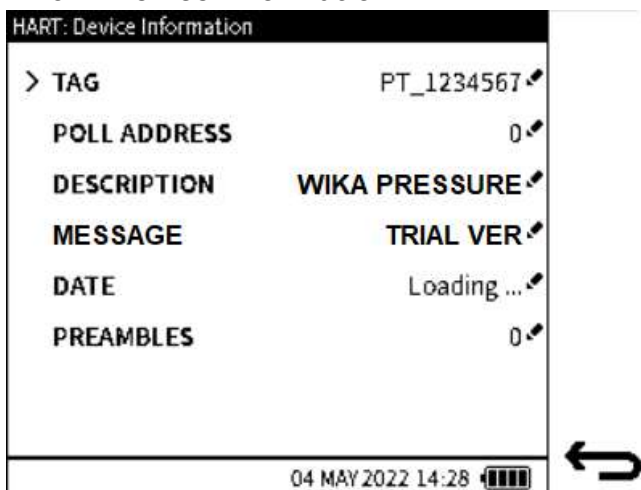 HART: Device Information
> TAG PT_1234567
POLL ADDRESS 0
DESCRIPTION WIKA PRESSURE
MESSAGE TRIAL VER
DATE Loading ...
PREAMBLES 0
04 MAY 2022 14:28